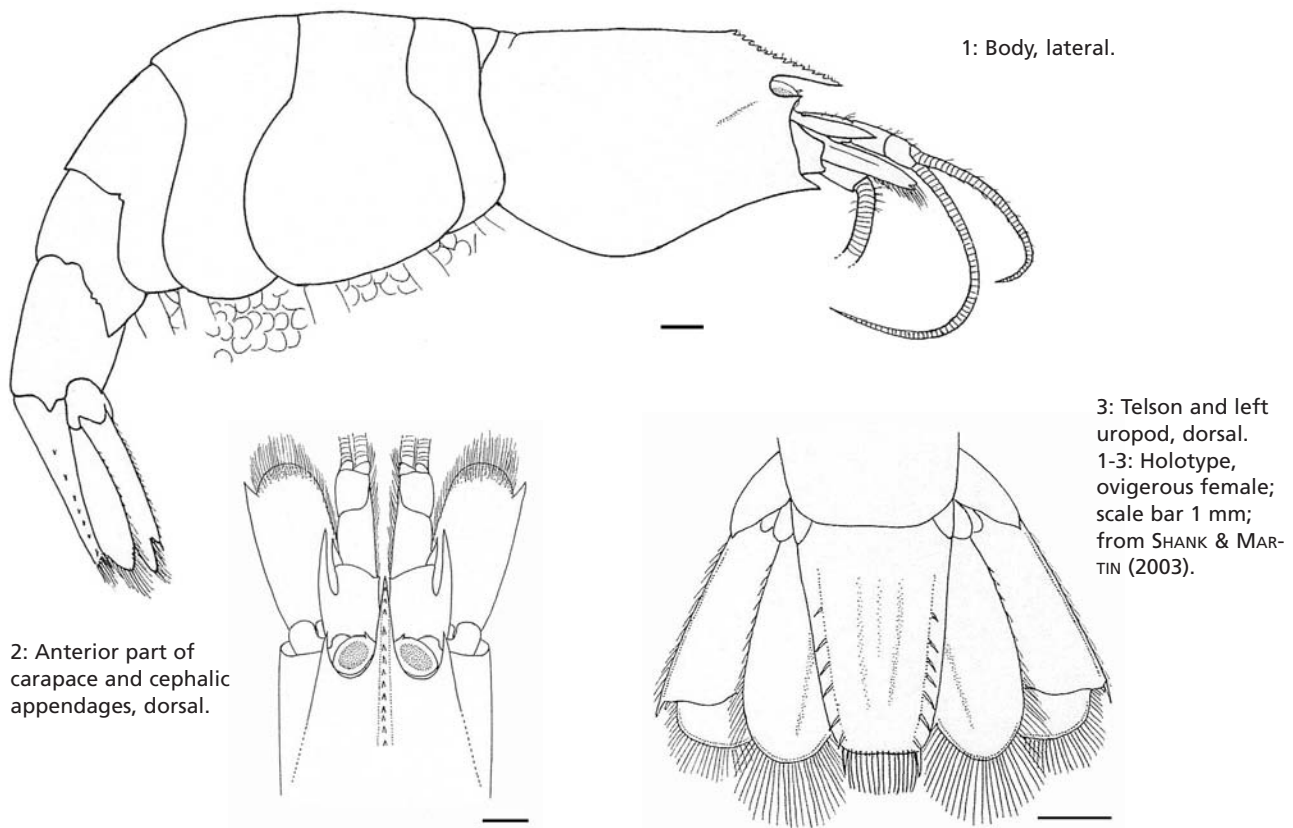 1: Body, lateral.
3: Telson and left
uropod, dorsal.
1-3: Holotype,
ovigerous female;
scale bar 1 mm;
from SHANK & MAR-
TIN (2003).
2: Anterior part of
carapace and cephalic
appendages, dorsal.